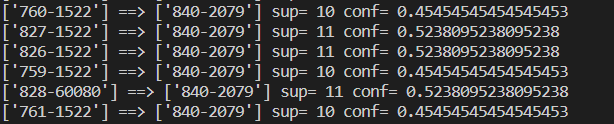 ['760-1522'] ==> ['840-2079'] sup= 10 conf= 0.45454545454545453
['827-1522'] ==> ['840-2079'] sup= 11 conf= 0.5238095238095238
['826-1522'] ==> ['840-2079'] sup= 11 conf= 0.5238095238095238
['759-1522'] ==> ['840-2079'] sup= 10 conf= 0.45454545454545453
['828-60080'] ==> ['840-2079'] sup= 11 conf= 0.5238095238095238
['761-1522'] ==> ['840-2079'] sup= 10 conf= 0.45454545454545453